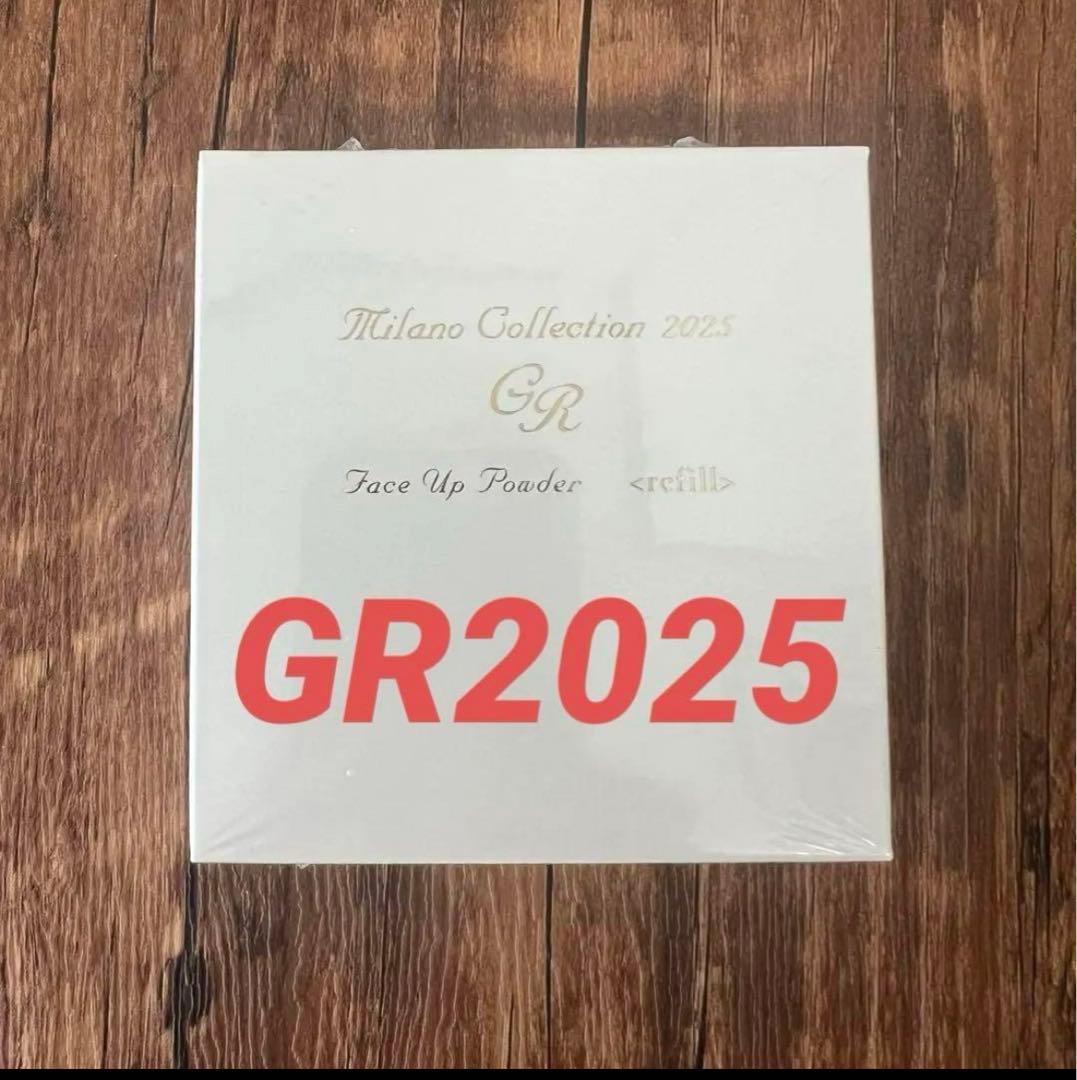 Milano Collection 2025
GR
Face Up Powder <refill>
GR2025